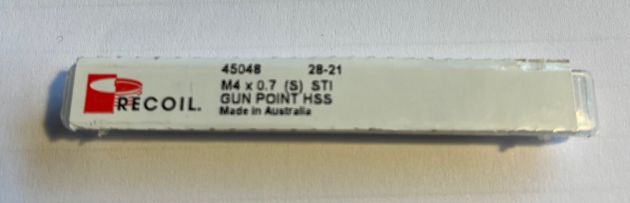 45048 28-21
M4 x 0.7 (S) STI
GUN POINT HSS
Made in Australia
RECOIL.